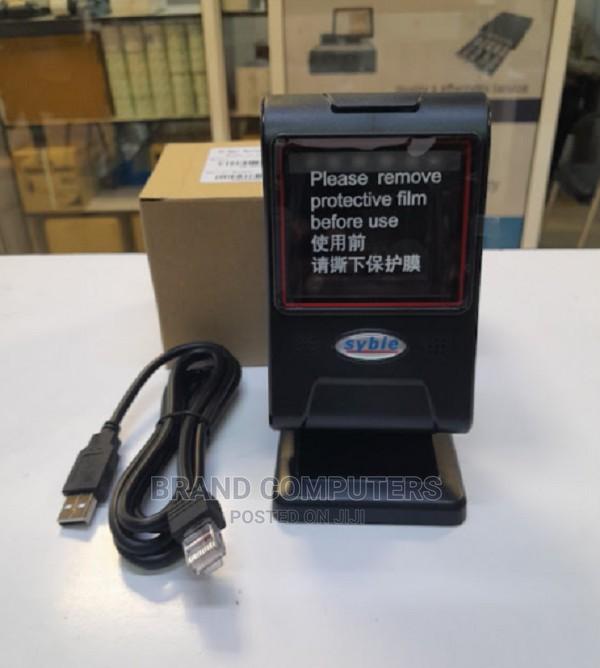 Please remove
protective film
before use
使用前
请撕下保护膜
syble
BRAND COMPUTERS
POSTED ON JIJI